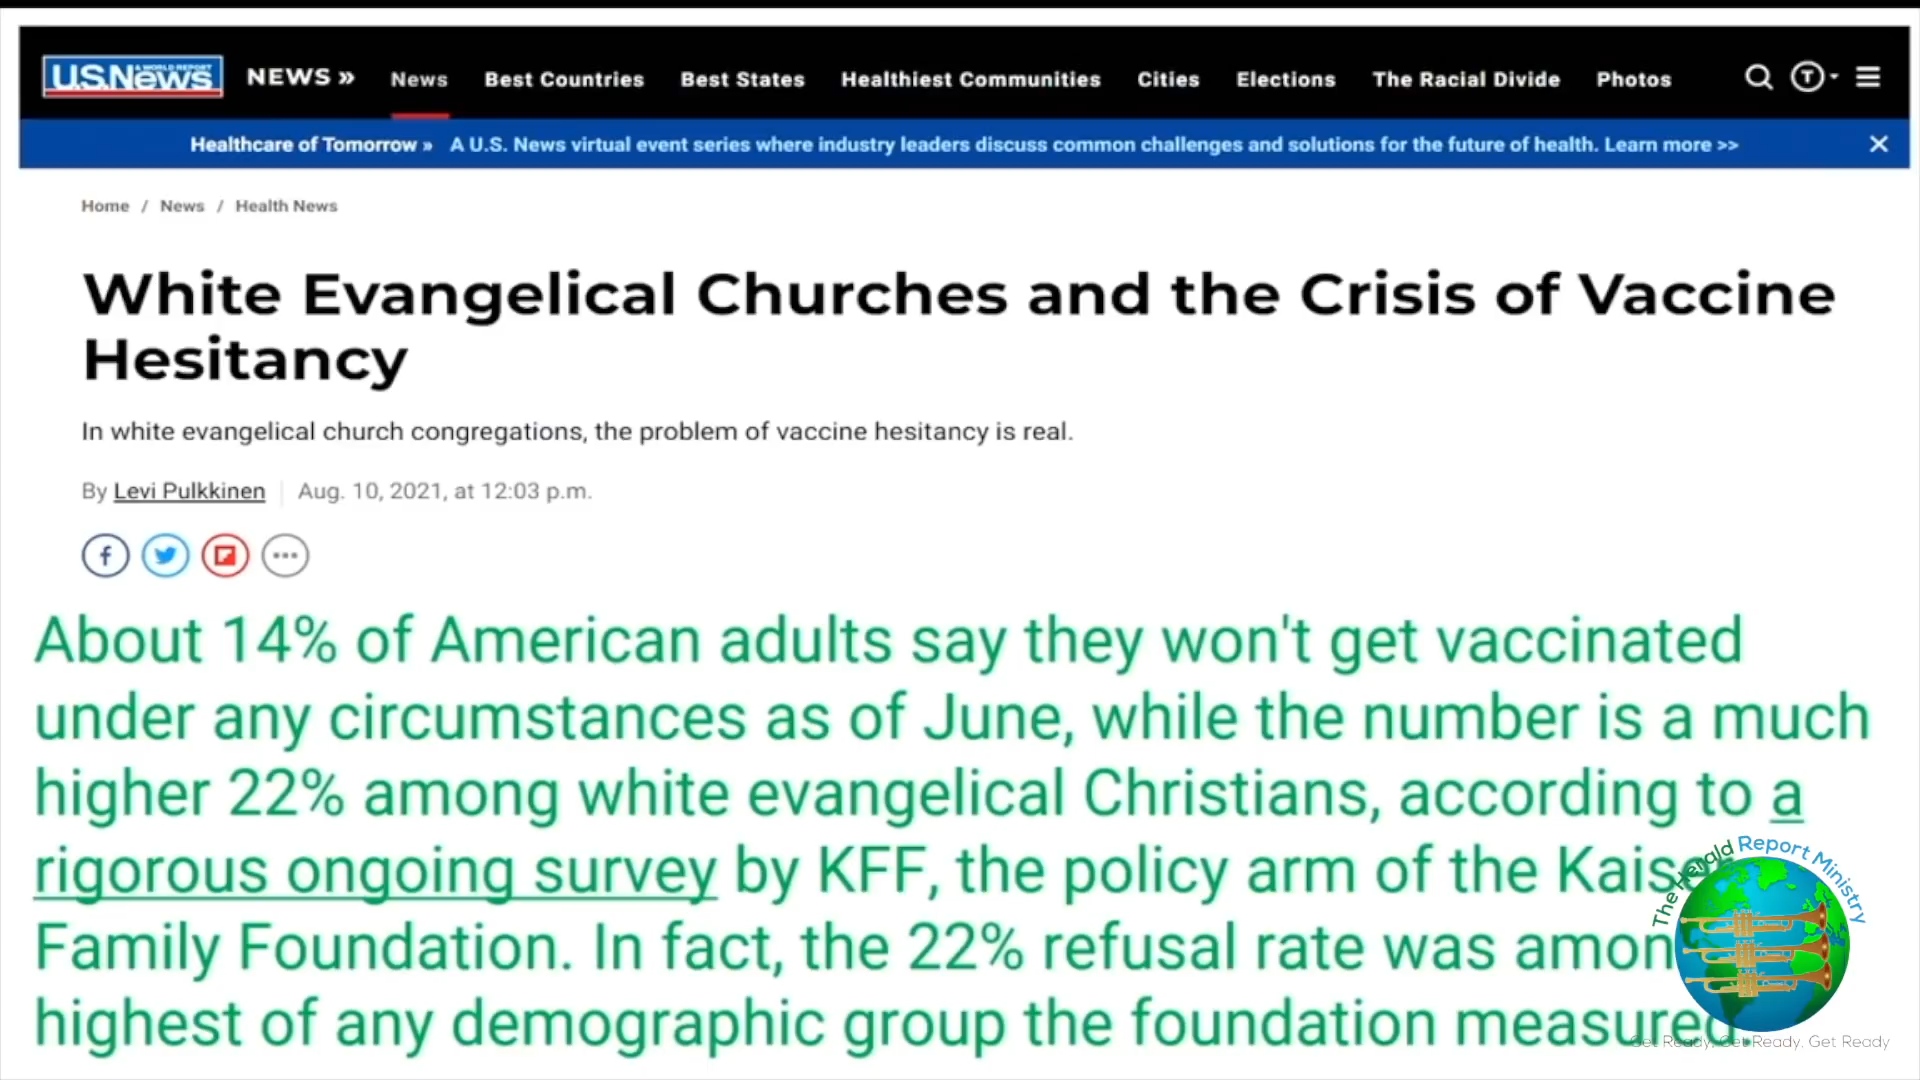 U.S.News
& WORLD REPORT
NEWS »
News Best Countries Best States Healthiest Communities Cities Elections The Racial Divide Photos
T
Healthcare of Tomorrow » A U.S. News virtual event series where industry leaders discuss common challenges and solutions for the future of health. Learn more >>
Home / News / Health News
White Evangelical Churches and the Crisis of Vaccine
Hesitancy
In white evangelical church congregations, the problem of vaccine hesitancy is real.
By Levi Pulkkinen Aug. 10, 2021, at 12:03 p.m.
About 14% of American adults say they won't get vaccinated
under any circumstances as of June, while the number is a much
higher 22% among white evangelical Christians, according to a
rigorous ongoing survey by KFF, the policy arm of the Kaise
Family Foundation. In fact, the 22% refusal rate was amon
highest of any demographic group the foundation measured
The Herald Report Ministry
Get Ready. Get Ready. Get Ready